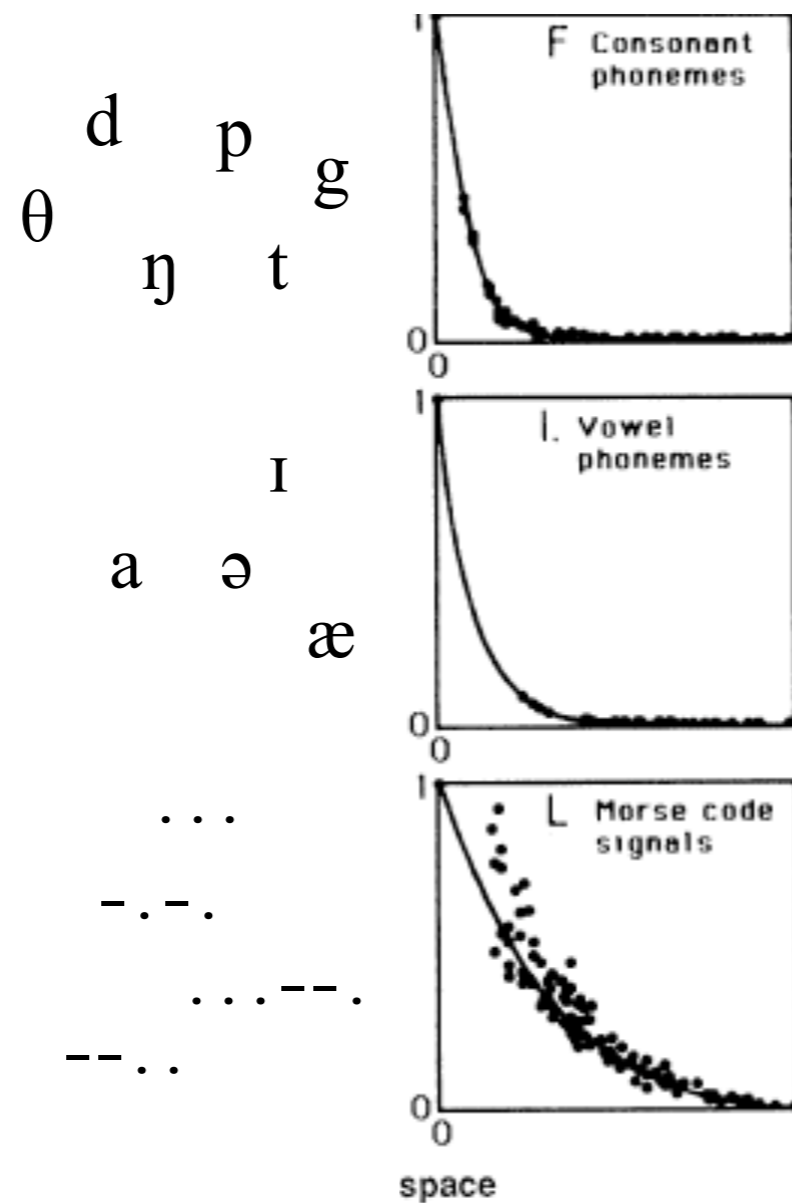 d p g
θ
ŋ t
1
F Consonant
phonemes
0
0
ɪ
a ə
æ
1
I. Vowel
phonemes
0
0
. . .
- . - .
. . . - - .
- - . .
1
L Morse code
signals
0
0
space